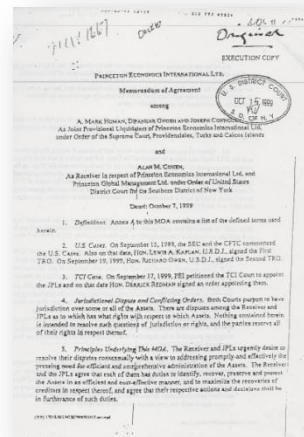 Original
EXECUTION COPY
PRINCETON ECONOMICS INTERNATIONAL LTD.
Memorandum of Agreement
among
A. MARK HOMAN, DIPANKAR GHOSH and JOSEPH
As Joint Provisional Liquidators of Princeton Economics International Ltd.
under Order of the Supreme Court, Providenciales, Turks and Caicos Islands
U.S. DISTRICT COURT
OCT 15 1999
S.D. OF N.Y.
and
ALAN M. COHEN,
As Receiver in respect of Princeton Economics International Ltd. and
Princeton Global Management Ltd. under Order of United States
District Court for the Southern District of New York
Dated: October 7, 1999
1. Definitions. Annex A to this MOA contains a list of the defined terms used
herein.
2. U.S. Cases. On September 13, 1999, the SEC and the CFTC commenced
the U.S. Cases. Also on that date, HON. LEWIS A. KAPLAN, U.S.D.J., signed the First
TRO. On September 19, 1999, HON. RICHARD OWEN, U.S.D.J., signed the Second TRO.
3. TCI Case. On September 17, 1999, PEI petitioned the TCI Court to appoint
the JPLs and on that date HON. DERRICK REDMAN signed an order appointing them.
4. Jurisdictional Dispute and Conflicting Orders. Both Courts purport to have
jurisdiction over some or all of the Assets. There are disputes among the Receiver and
the JPLs as to which has what rights with respect to which Assets. Nothing contained herein
is intended to resolve such questions of jurisdiction or rights, and the parties reserve all
of their rights in respect thereof.
5. Principles Underlying This MOA. The Receiver and the JPLs urgently desire to
resolve their disputes consensually with a view to addressing promptly and effectively the
pressing need for efficient and comprehensive administration of the Assets. The Receiver
and the JPLs agree that each of them has duties to identify, recover, preserve and protect
the Assets in an efficient and cost-effective manner, and to maximize the recoveries of
creditors in respect thereof, and agree that their respective actions and decisions shall be
in furtherance of such duties.